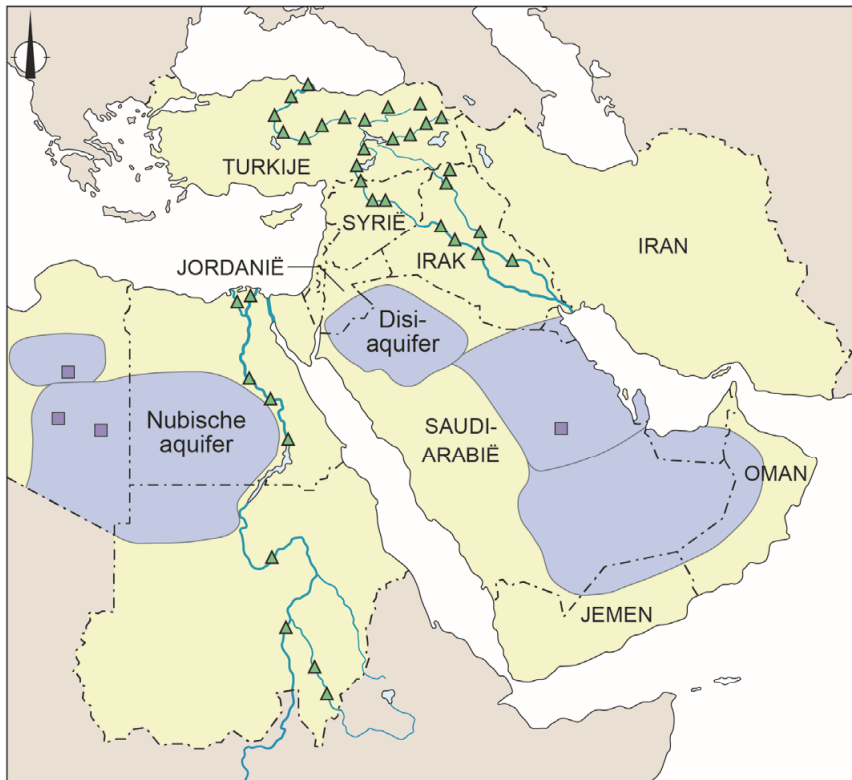 TURKIJE
SYRIË
IRAN
IRAK
JORDANIË
Disi-
aquifer
Nubische
aquifer
SAUDI-
ARABIË
OMAN
JEMEN